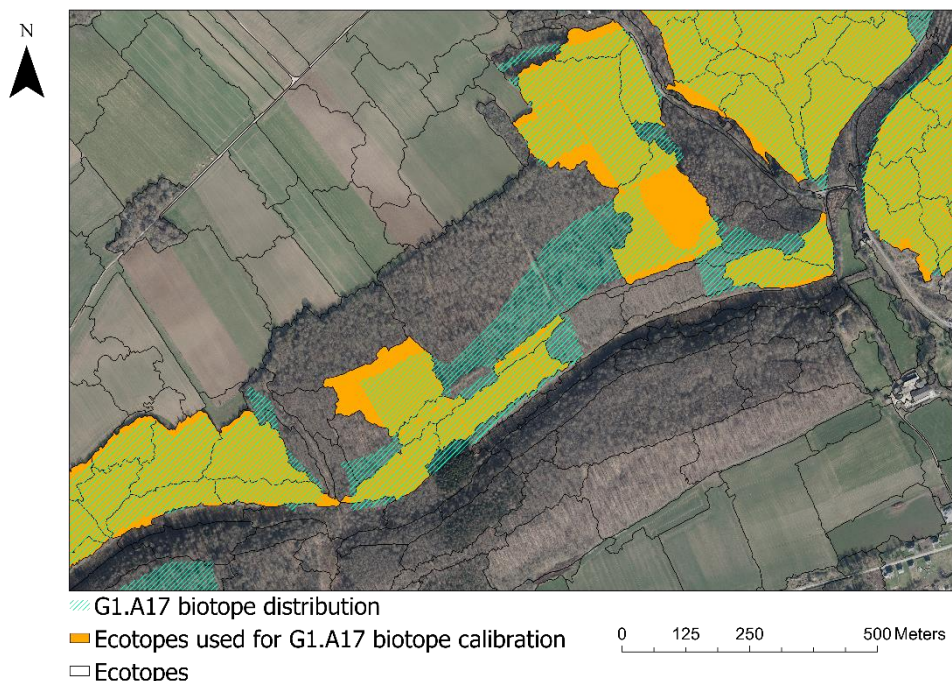 N
G1.A17 biotope distribution
Ecotopes used for G1.A17 biotope calibration
Ecotopes
0 125 250 500 Meters